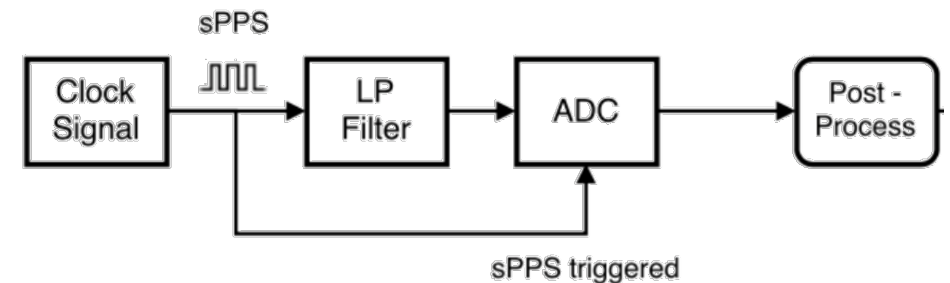 sPPS
Clock
Signal
LP
Filter
ADC
Post -
Process
sPPS triggered